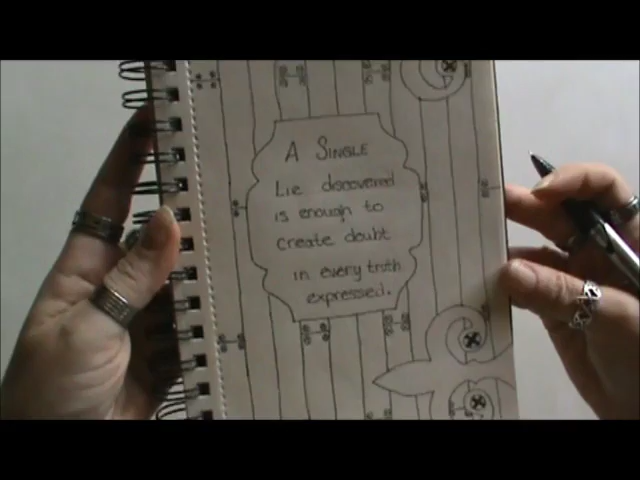 A SINGLE
Lie discovered
is enough to
create doubt
in every truth
expressed.